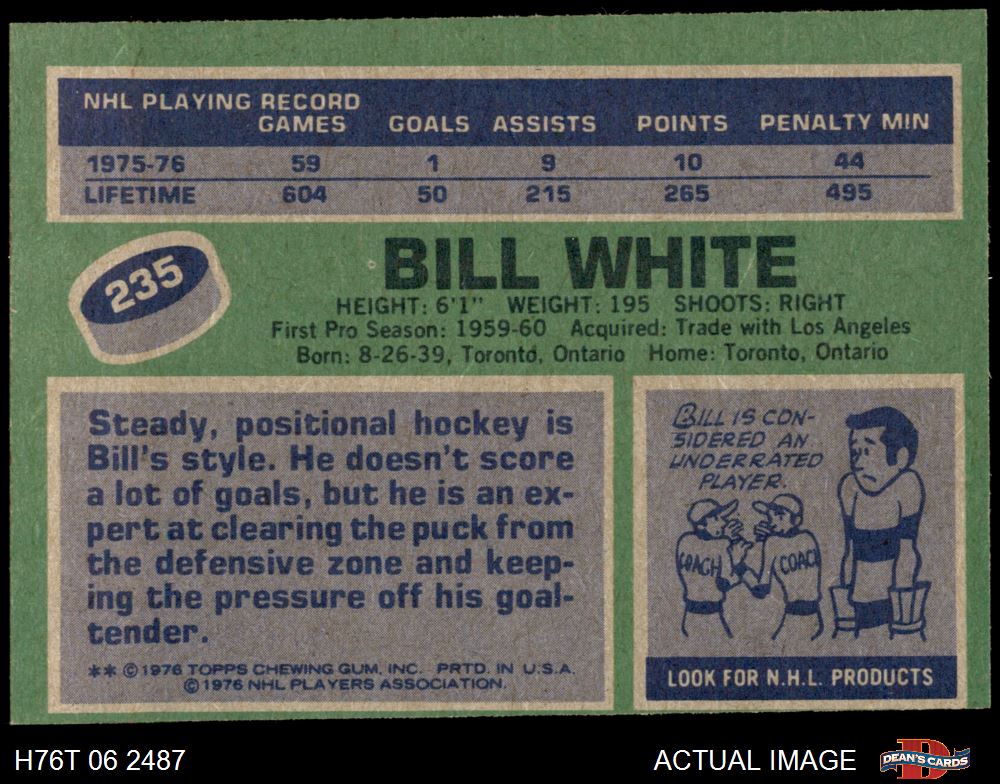 NHL PLAYING RECORD
GAMES GOALS ASSISTS POINTS PENALTY MIN
1975-76 59 1 9 10 44
LIFETIME 604 50 215 265 495
235
BILL WHITE
HEIGHT: 6'1" WEIGHT: 195 SHOOTS: RIGHT
First Pro Season: 1959-60 Acquired: Trade with Los Angeles
Born: 8-26-39, Toronto, Ontario Home: Toronto, Ontario
Steady, positional hockey is
Bill's style. He doesn't score
a lot of goals, but he is an ex-
pert at clearing the puck from
the defensive zone and keep-
ing the pressure off his goal-
tender.
** © 1976 TOPPS CHEWING GUM, INC. PRTD. IN U.S.A.
© 1976 NHL PLAYERS ASSOCIATION.
BILL IS CON-
SIDERED AN
UNDERRATED
PLAYER.
COACH COACH
LOOK FOR N.H.L. PRODUCTS
H76T 06 2487 ACTUAL IMAGE D DEAN'S CARDS